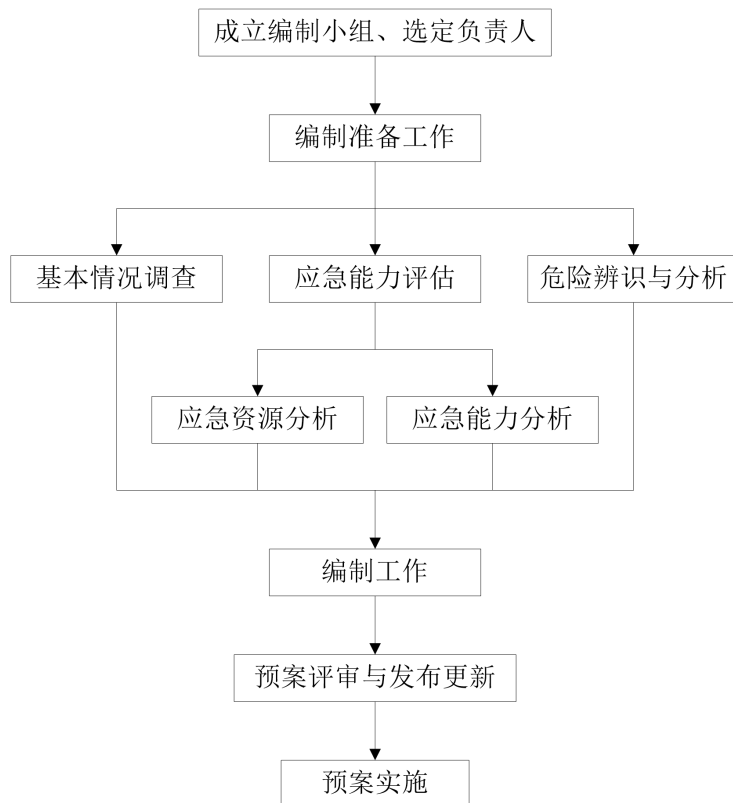 成立编制小组、选定负责人
编制准备工作
基本情况调查
应急能力评估
危险辨识与分析
应急资源分析
应急能力分析
编制工作
预案评审与发布更新
预案实施